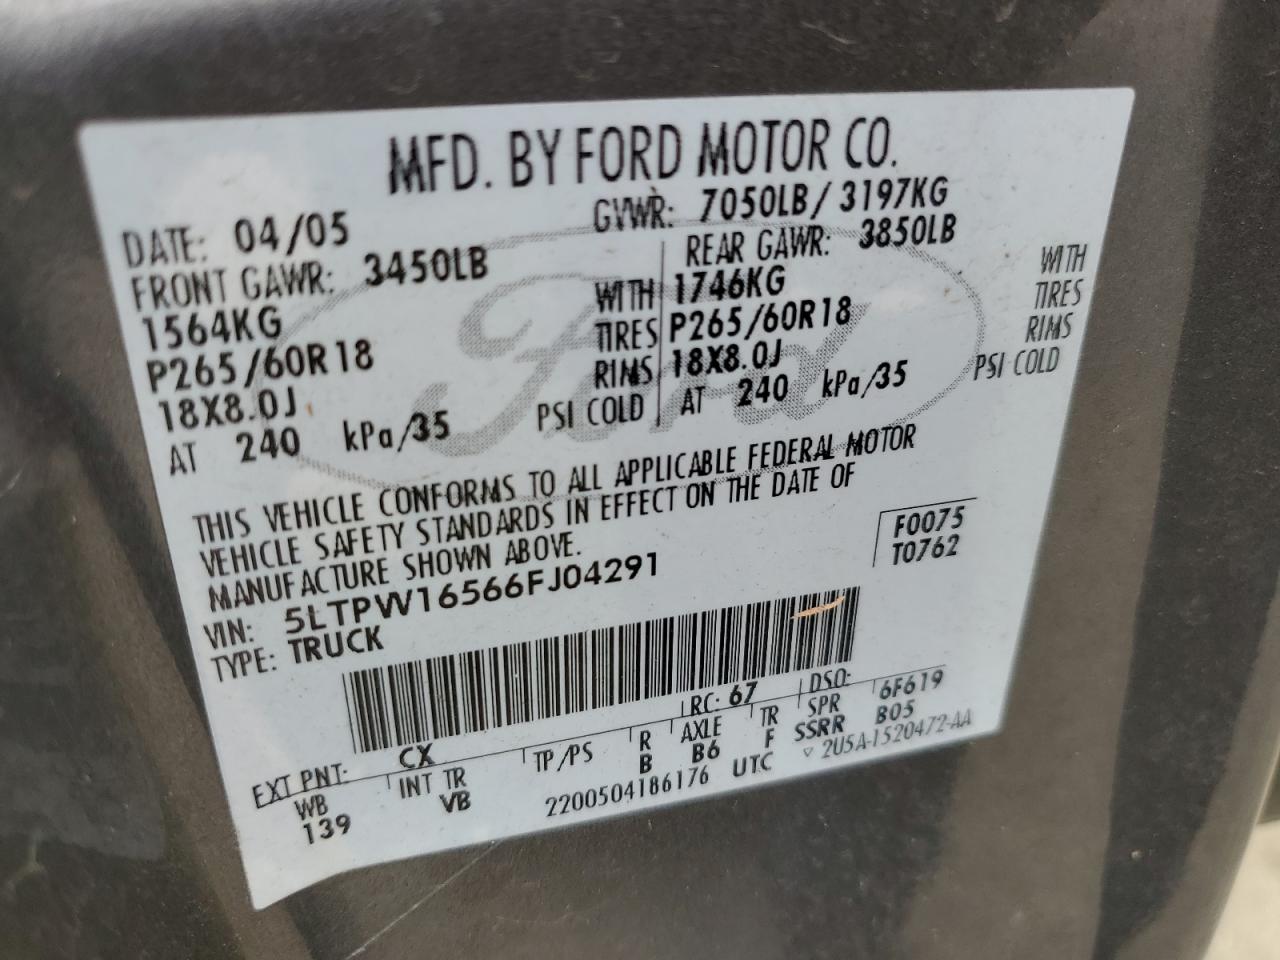 MFD. BY FORD MOTOR CO.
DATE: 04/05 GVWR: 7050LB/ 3197KG
FRONT GAWR: 3450LB REAR GAWR: 3850LB
1564KG WITH 1746KG WITH
P265/60R18 TIRES P265/60R18 TIRES
18X8.0J RIMS 18X8.0J RIMS
AT 240 kPa/35 PSI COLD AT 240 kPa/35 PSI COLD
Ford
THIS VEHICLE CONFORMS TO ALL APPLICABLE FEDERAL MOTOR
VEHICLE SAFETY STANDARDS IN EFFECT ON THE DATE OF
MANUFACTURE SHOWN ABOVE.
F0075
T0762
VIN: 5LTPW16566FJ04291
TYPE: TRUCK
EXT PNT: CX RC: 67 DSO: 6F619
WB INT TR TP/PS R AXLE TR SPR B05
139 VB B B6 F SSRR
2200504186176 UTC ▽ 2U5A-1520472-AA